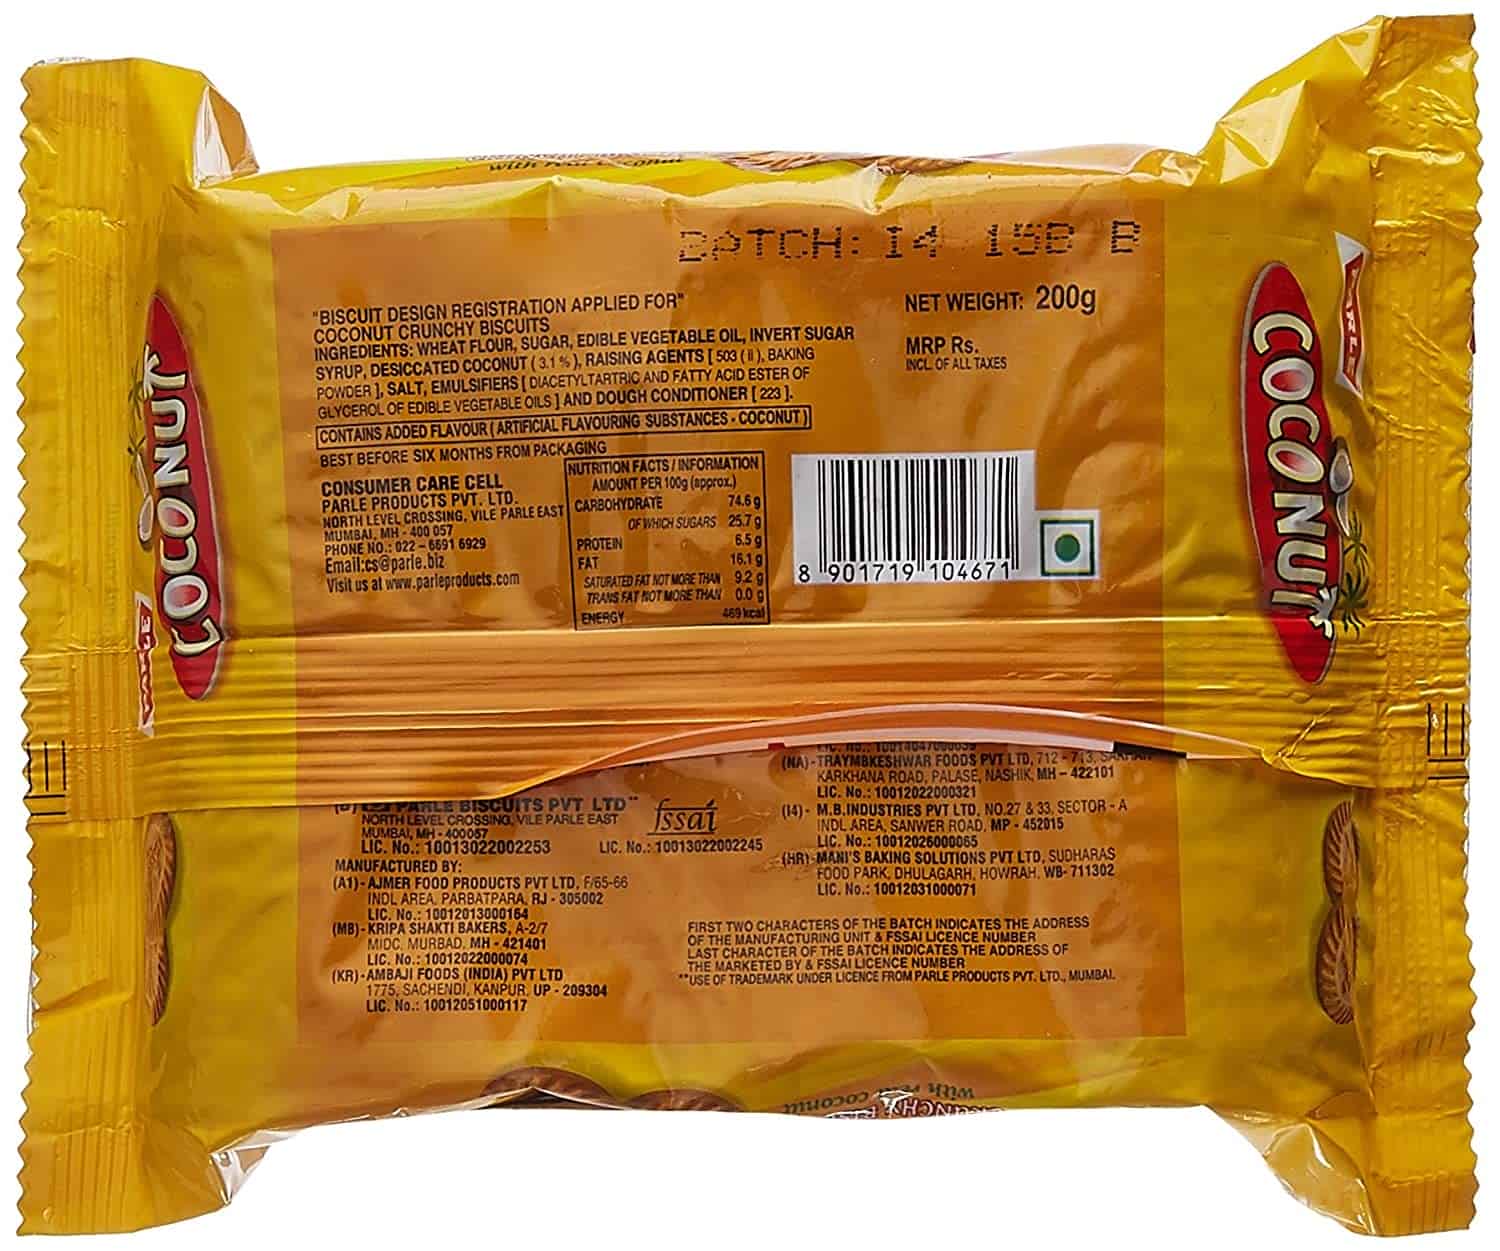 with real coconut
BATCH: 14 15B B
"BISCUIT DESIGN REGISTRATION APPLIED FOR"
COCONUT CRUNCHY BISCUITS
INGREDIENTS: WHEAT FLOUR, SUGAR, EDIBLE VEGETABLE OIL, INVERT SUGAR
SYRUP, DESICCATED COCONUT ( 3.1 % ), RAISING AGENTS [ 503 ( II ), BAKING
POWDER ], SALT, EMULSIFIERS [ DIACETYLTARTRIC AND FATTY ACID ESTER OF
GLYCEROL OF EDIBLE VEGETABLE OILS ] AND DOUGH CONDITIONER [ 223 ].
CONTAINS ADDED FLAVOUR ( ARTIFICIAL FLAVOURING SUBSTANCES - COCONUT )
BEST BEFORE SIX MONTHS FROM PACKAGING
NET WEIGHT: 200g
MRP Rs.
INCL. OF ALL TAXES
CONSUMER CARE CELL
PARLE PRODUCTS PVT. LTD.
NORTH LEVEL CROSSING, VILE PARLE EAST
MUMBAI, MH - 400 057
PHONE NO.: 022 – 6691 6929
Email:cs@parle.biz
Visit us at www.parleproducts.com
NUTRITION FACTS / INFORMATION
AMOUNT PER 100g (approx.)
CARBOHYDRATE 74.6 g
OF WHICH SUGARS 25.7 g
PROTEIN 6.5 g
FAT 16.1 g
SATURATED FAT NOT MORE THAN 9.2 g
TRANS FAT NOT MORE THAN 0.0 g
ENERGY 469 kcal
8 901719 104671
PARLE
COCONUT
PARLE
COCONUT
PARLE BISCUITS PVT LTD**
NORTH LEVEL CROSSING, VILE PARLE EAST
MUMBAI, MH - 400057
LIC. No.: 10013022002253
fssai
LIC. No.: 10013022002245
MANUFACTURED BY:
(A1) - AJMER FOOD PRODUCTS PVT LTD, F/65-66
INDL AREA, PARBATPARA, RJ - 305002
LIC. No.: 10012013000164
(MB) - KRIPA SHAKTI BAKERS, A-2/7
MIDC, MURBAD, MH - 421401
LIC. No.: 10012022000074
(KR) - AMBAJI FOODS (INDIA) PVT LTD
1775, SACHENDI, KANPUR, UP - 209304
LIC. No.: 10012051000117
(NA) - TRAYMBKESHWAR FOODS PVT LTD, 712 - 713,
KARKHANA ROAD, PALASE, NASHIK, MH – 422101
LIC. No.: 10012022000321
(I4) - M.B.INDUSTRIES PVT LTD, NO.27 & 33, SECTOR - A
INDL AREA, SANWER ROAD, MP - 452015
LIC. No.: 10012026000065
(HR) - MANI'S BAKING SOLUTIONS PVT LTD, SUDHARAS
FOOD PARK, DHULAGARH, HOWRAH, WB- 711302
LIC. No.: 10012031000071
FIRST TWO CHARACTERS OF THE BATCH INDICATES THE ADDRESS
OF THE MANUFACTURING UNIT & FSSAI LICENCE NUMBER
LAST CHARACTER OF THE BATCH INDICATES THE ADDRESS OF
THE MARKETED BY & FSSAI LICENCE NUMBER
**USE OF TRADEMARK UNDER LICENCE FROM PARLE PRODUCTS PVT. LTD., MUMBAI.
with real coconut